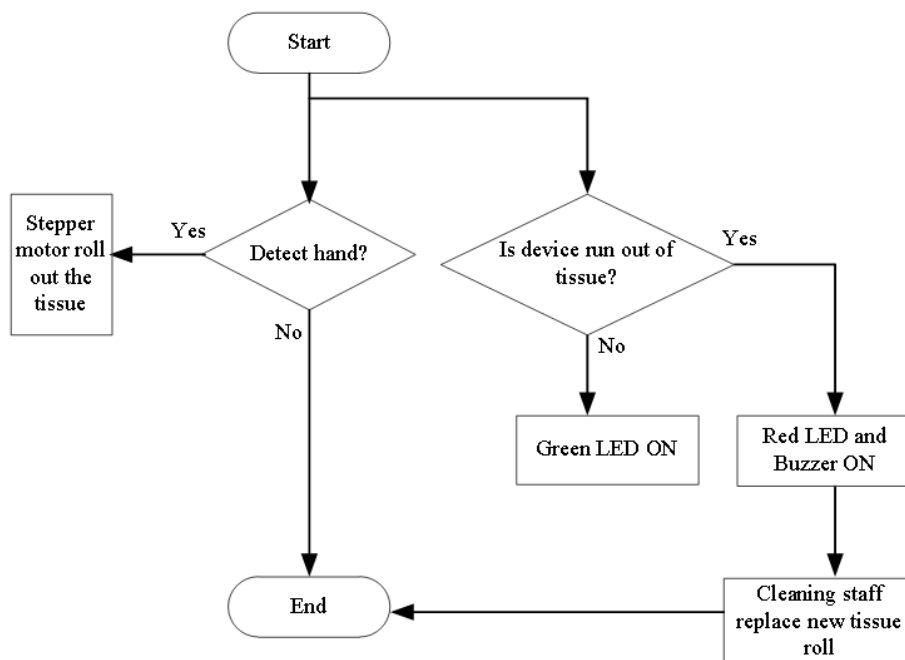 Start
Stepper
motor roll
out the
tissue
Yes
Detect hand?
No
Is device run out of
tissue?
Yes
No
Green LED ON
Red LED and
Buzzer ON
End
Cleaning staff
replace new tissue
roll